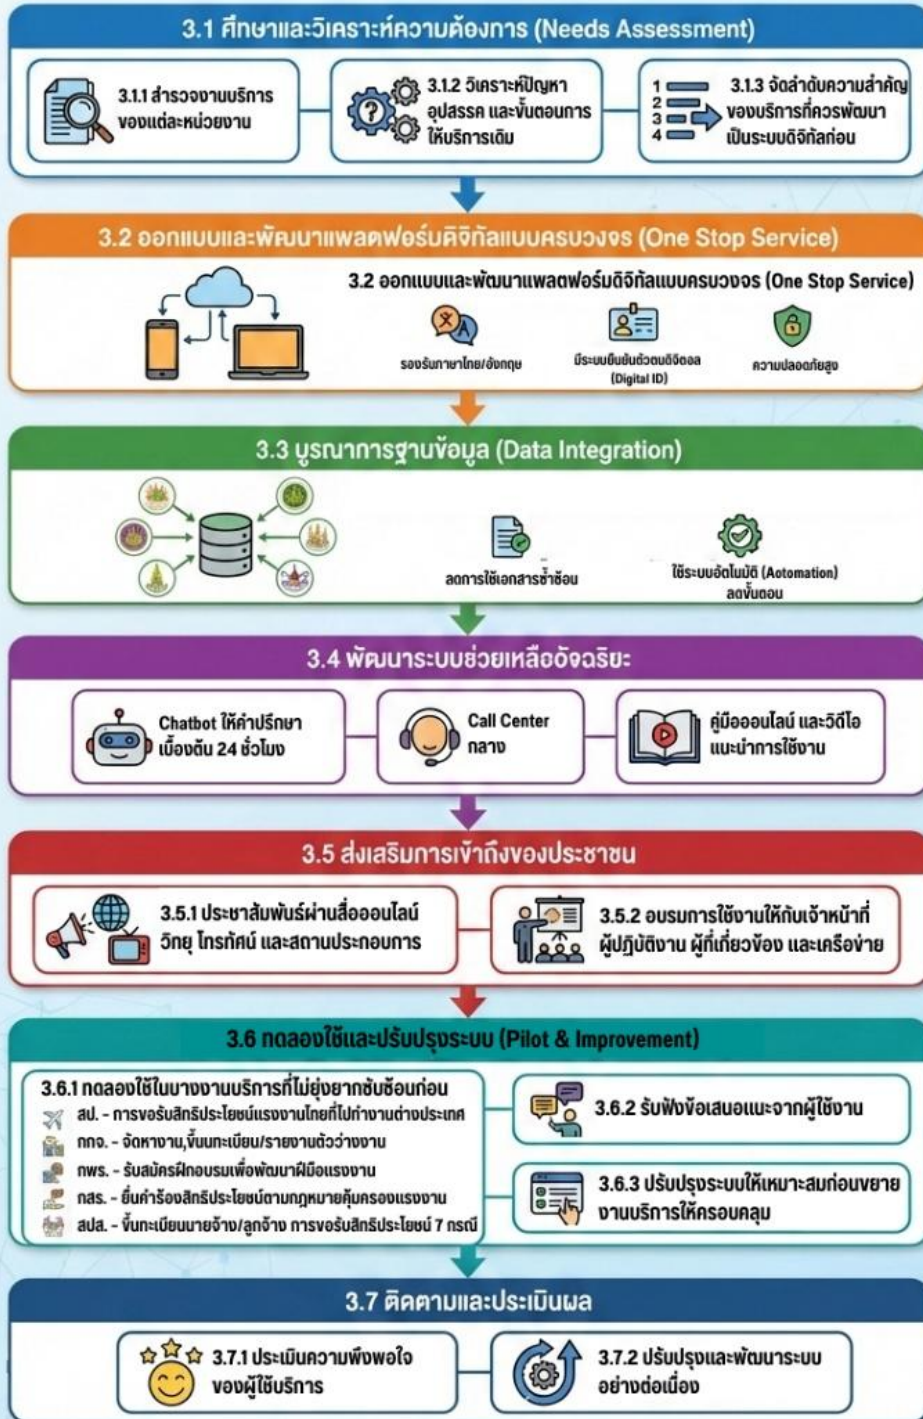 3.1 ศึกษาและวิเคราะห์ความต้องการ (Needs Assessment)
3.1.1 สำรวจงานบริการ
ของแต่ละหน่วยงาน
3.1.2 วิเคราะห์ปัญหา
อุปสรรค และขั้นตอนการ
ให้บริการเดิม
1
2
3
4
3.1.3 จัดลำดับความสำคัญ
ของบริการที่ควรพัฒนา
เป็นระบบดิจิทัลก่อน
3.2 ออกแบบและพัฒนาแพลตฟอร์มดิจิทัลแบบครบวงจร (One Stop Service)
3.2 ออกแบบและพัฒนาแพลตฟอร์มดิจิทัลแบบครบวงจร (One Stop Service)
รองรับภาษาไทย/อังกฤษ
มีระบบยืนยันตัวตนดิจิตอล
(Digital ID)
ความปลอดภัยสูง
3.3 บูรณาการฐานข้อมูล (Data Integration)
ลดการใช้เอกสารซ้ำซ้อน
ใช้ระบบอัตโนมัติ (Aotomation)
ลดขั้นตอน
3.4 พัฒนาระบบช่วยเหลืออัจฉริยะ
Chatbot ให้คำปรึกษา
เบื้องต้น 24 ชั่วโมง
Call Center
กลาง
คู่มือออนไลน์ และวิดีโอ
แนะนำการใช้งาน
3.5 ส่งเสริมการเข้าถึงของประชาชน
3.5.1 ประชาสัมพันธ์ผ่านสื่อออนไลน์
วิทยุ โทรทัศน์ และสถานประกอบการ
3.5.2 อบรมการใช้งานให้กับเจ้าหน้าที่
ผู้ปฏิบัติงาน ผู้ที่เกี่ยวข้อง และเครือข่าย
3.6 ทดลองใช้และปรับปรุงระบบ (Pilot & Improvement)
3.6.1 ทดลองใช้ในบางงานบริการที่ไม่ยุ่งยากซับซ้อนก่อน
สป. - การขอรับสิทธิประโยชน์แรงงานไทยที่ไปทำงานต่างประเทศ
กกจ. - จัดหางาน,ขึ้นทะเบียน/รายงานตัวว่างงาน
กพร. - รับสมัครฝึกอบรมเพื่อพัฒนาฝีมือแรงงาน
กสร. - ยื่นคำร้องสิทธิประโยชน์ตามกฎหมายคุ้มครองแรงงาน
สปส. - ขึ้นทะเบียนนายจ้าง/ลูกจ้าง การขอรับสิทธิประโยชน์ 7 กรณี
3.6.2 รับฟังข้อเสนอแนะจากผู้ใช้งาน
3.6.3 ปรับปรุงระบบให้เหมาะสมก่อนขยาย
งานบริการให้ครอบคลุม
3.7 ติดตามและประเมินผล
3.7.1 ประเมินความพึงพอใจ
ของผู้ใช้บริการ
3.7.2 ปรับปรุงและพัฒนาระบบ
อย่างต่อเนื่อง